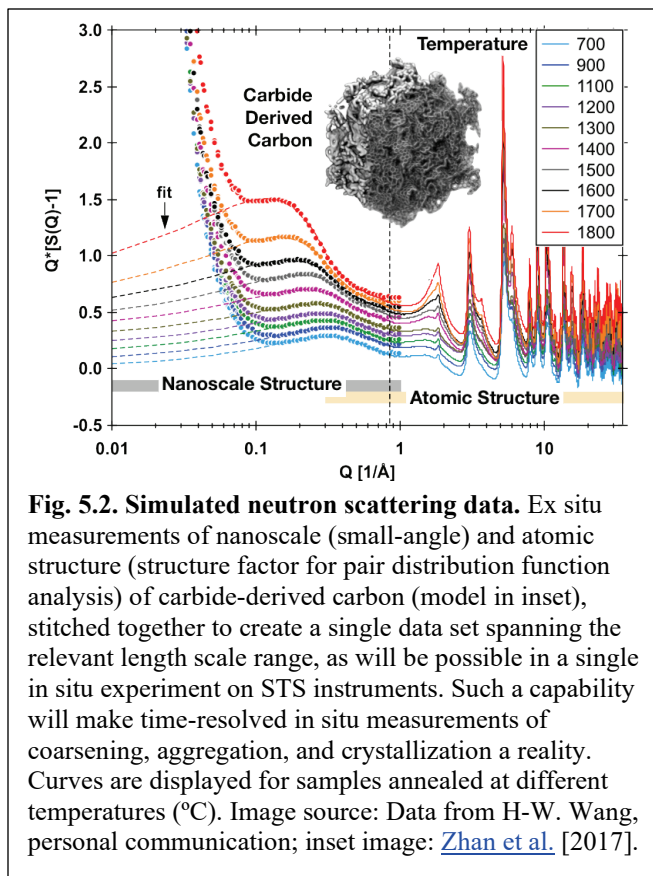 3.0
2.5
2.0
1.5
1.0
0.5
0.0
-0.5
Q*[S(Q)-1]
Temperature
Carbide
Derived
Carbon
700
900
1100
1200
1300
1400
1500
1600
1700
1800
fit
Nanoscale Structure
Atomic Structure
0.01
0.1
1
10
Q [1/Å]
Fig. 5.2. Simulated neutron scattering data. Ex situ
measurements of nanoscale (small-angle) and atomic
structure (structure factor for pair distribution function
analysis) of carbide-derived carbon (model in inset),
stitched together to create a single data set spanning the
relevant length scale range, as will be possible in a single
in situ experiment on STS instruments. Such a capability
will make time-resolved in situ measurements of
coarsening, aggregation, and crystallization a reality.
Curves are displayed for samples annealed at different
temperatures (ºC). Image source: Data from H-W. Wang,
personal communication; inset image: Zhan et al. [2017].